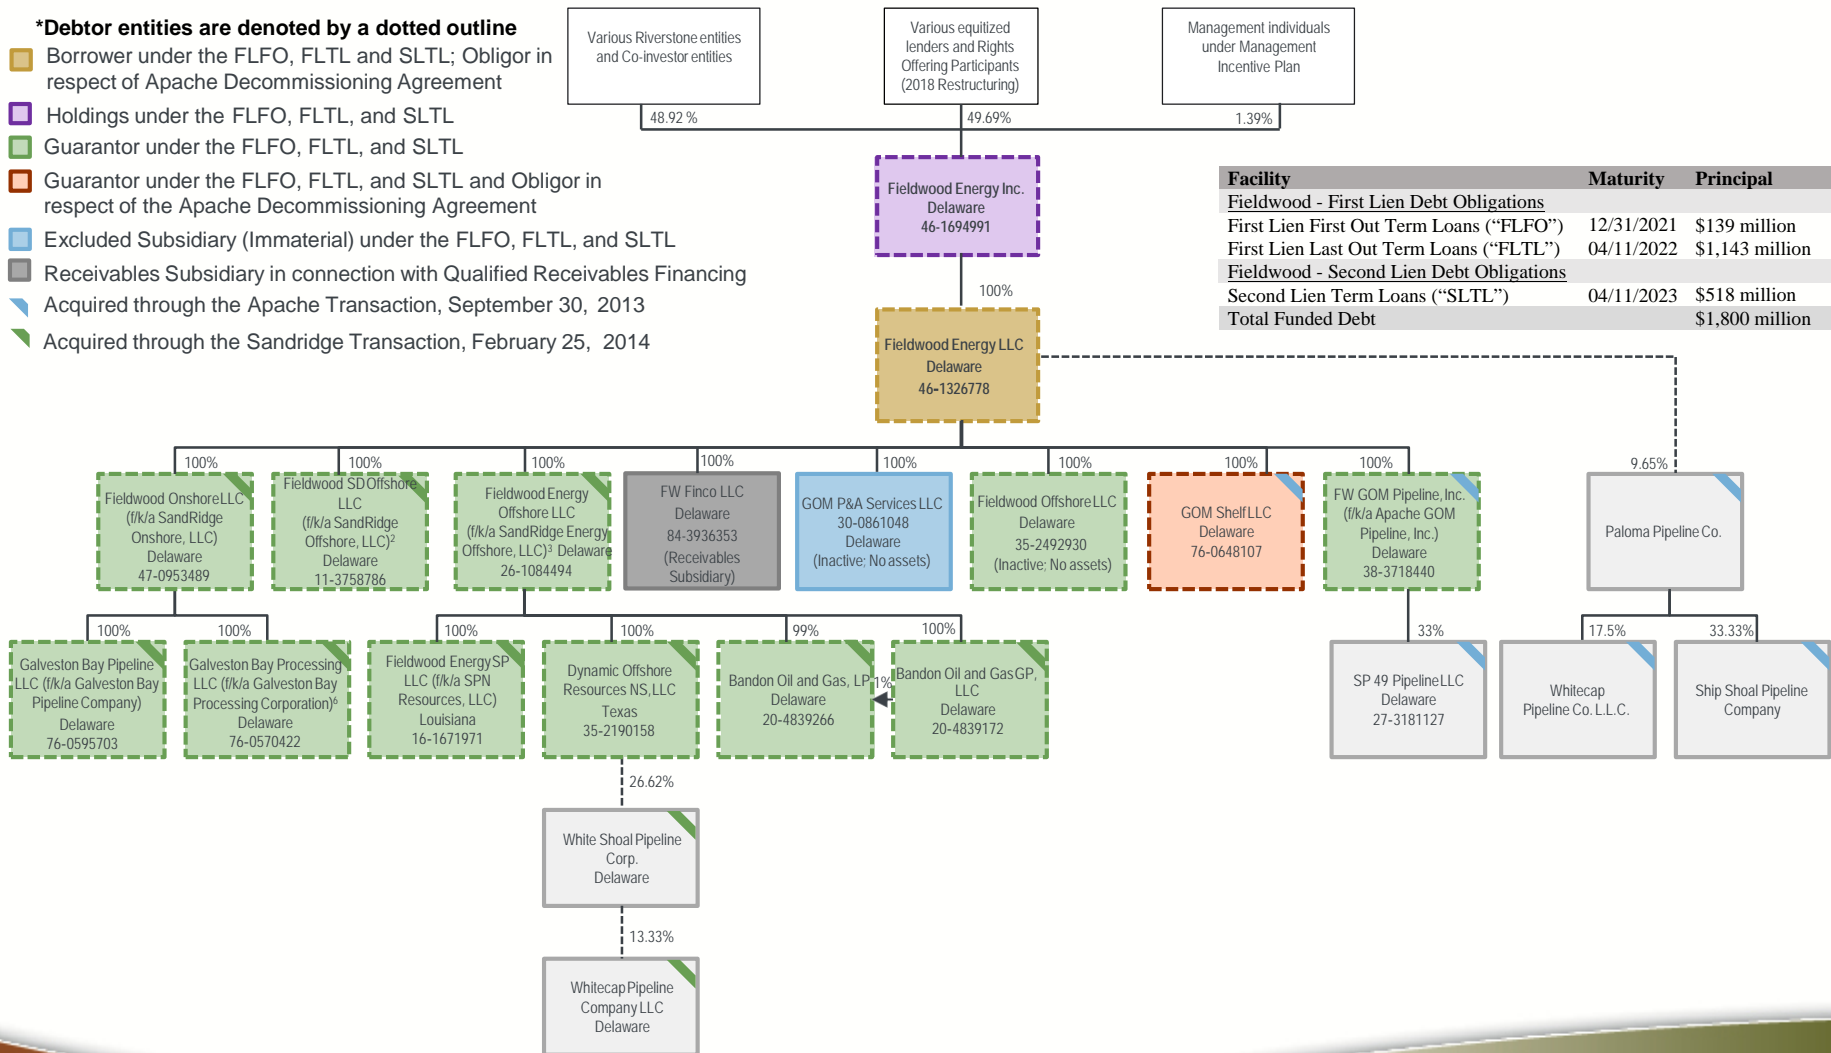 *Debtor entities are denoted by a dotted outline
Borrower under the FLFO, FLTL and SLTL; Obligor in
respect of Apache Decommissioning Agreement
Holdings under the FLFO, FLTL, and SLTL
Guarantor under the FLFO, FLTL, and SLTL
Guarantor under the FLFO, FLTL, and SLTL and Obligor in
respect of the Apache Decommissioning Agreement
Excluded Subsidiary (Immaterial) under the FLFO, FLTL, and SLTL
Receivables Subsidiary in connection with Qualified Receivables Financing
Acquired through the Apache Transaction, September 30, 2013
Acquired through the Sandridge Transaction, February 25, 2014
Various Riverstone entities
and Co-investor entities
Various equitized
lenders and Rights
Offering Participants
(2018 Restructuring)
Management individuals
under Management
Incentive Plan
48.92 %
49.69%
1.39%
Fieldwood Energy Inc.
Delaware
46-1694991
Facility Maturity Principal
Fieldwood - First Lien Debt Obligations
First Lien First Out Term Loans (“FLFO”) 12/31/2021 $139 million
First Lien Last Out Term Loans (“FLTL”) 04/11/2022 $1,143 million
Fieldwood - Second Lien Debt Obligations
Second Lien Term Loans (“SLTL”) 04/11/2023 $518 million
Total Funded Debt $1,800 million
100%
Fieldwood Energy LLC
Delaware
46-1326778
100%
Fieldwood Onshore LLC
(f/k/a SandRidge
Onshore, LLC)
Delaware
47-0953489
100%
Fieldwood SD Offshore
LLC
(f/k/a SandRidge
Offshore, LLC)2
Delaware
11-3758786
100%
Fieldwood Energy
Offshore LLC
(f/k/a SandRidge Energy
Offshore, LLC)3 Delaware
26-1084494
100%
FW Finco LLC
Delaware
84-3936353
(Receivables
Subsidiary)
100%
GOM P&A Services LLC
30-0861048
Delaware
(Inactive; No assets)
100%
Fieldwood Offshore LLC
Delaware
35-2492930
(Inactive; No assets)
100%
GOM Shelf LLC
Delaware
76-0648107
100%
FW GOM Pipeline, Inc.
(f/k/a Apache GOM
Pipeline, Inc.)
Delaware
38-3718440
9.65%
Paloma Pipeline Co.
100%
Galveston Bay Pipeline
LLC (f/k/a Galveston Bay
Pipeline Company)
Delaware
76-0595703
100%
Galveston Bay Processing
LLC (f/k/a Galveston Bay
Processing Corporation)6
Delaware
76-0570422
100%
Fieldwood Energy SP
LLC (f/k/a SPN
Resources, LLC)
Louisiana
16-1671971
100%
Dynamic Offshore
Resources NS, LLC
Texas
35-2190158
99%
Bandon Oil and Gas, LP
Delaware
20-4839266
1%
100%
Bandon Oil and Gas GP,
LLC
Delaware
20-4839172
33%
SP 49 Pipeline LLC
Delaware
27-3181127
17.5%
Whitecap
Pipeline Co. L.L.C.
33.33%
Ship Shoal Pipeline
Company
26.62%
White Shoal Pipeline
Corp.
Delaware
13.33%
Whitecap Pipeline
Company LLC
Delaware